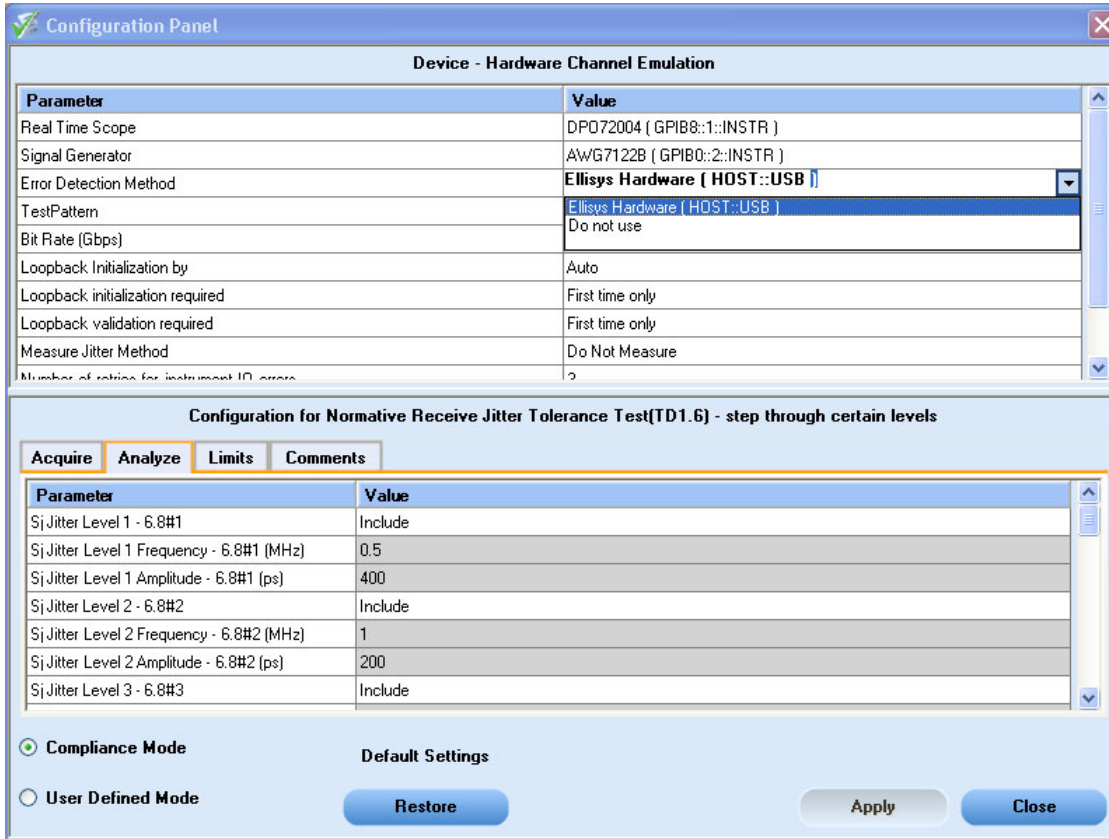 Configuration Panel
Device - Hardware Channel Emulation
Parameter Value
Real Time Scope DPO72004 ( GPIB8::1::INSTR )
Signal Generator AWG7122B ( GPIB0::2::INSTR )
Error Detection Method Ellisys Hardware ( HOST::USB )
TestPattern Ellisys Hardware ( HOST::USB )
Do not use
Bit Rate (Gbps)
Loopback Initialization by Auto
Loopback initialization required First time only
Loopback validation required First time only
Measure Jitter Method Do Not Measure
Number of retries for instrument IO errors
Configuration for Normative Receive Jitter Tolerance Test(TD1.6) - step through certain levels
Acquire Analyze Limits Comments
Parameter Value
Sj Jitter Level 1 - 6.8#1 Include
Sj Jitter Level 1 Frequency - 6.8#1 (MHz) 0.5
Sj Jitter Level 1 Amplitude - 6.8#1 (ps) 400
Sj Jitter Level 2 - 6.8#2 Include
Sj Jitter Level 2 Frequency - 6.8#2 (MHz) 1
Sj Jitter Level 2 Amplitude - 6.8#2 (ps) 200
Sj Jitter Level 3 - 6.8#3 Include
Compliance Mode
Default Settings
User Defined Mode
Restore Apply Close